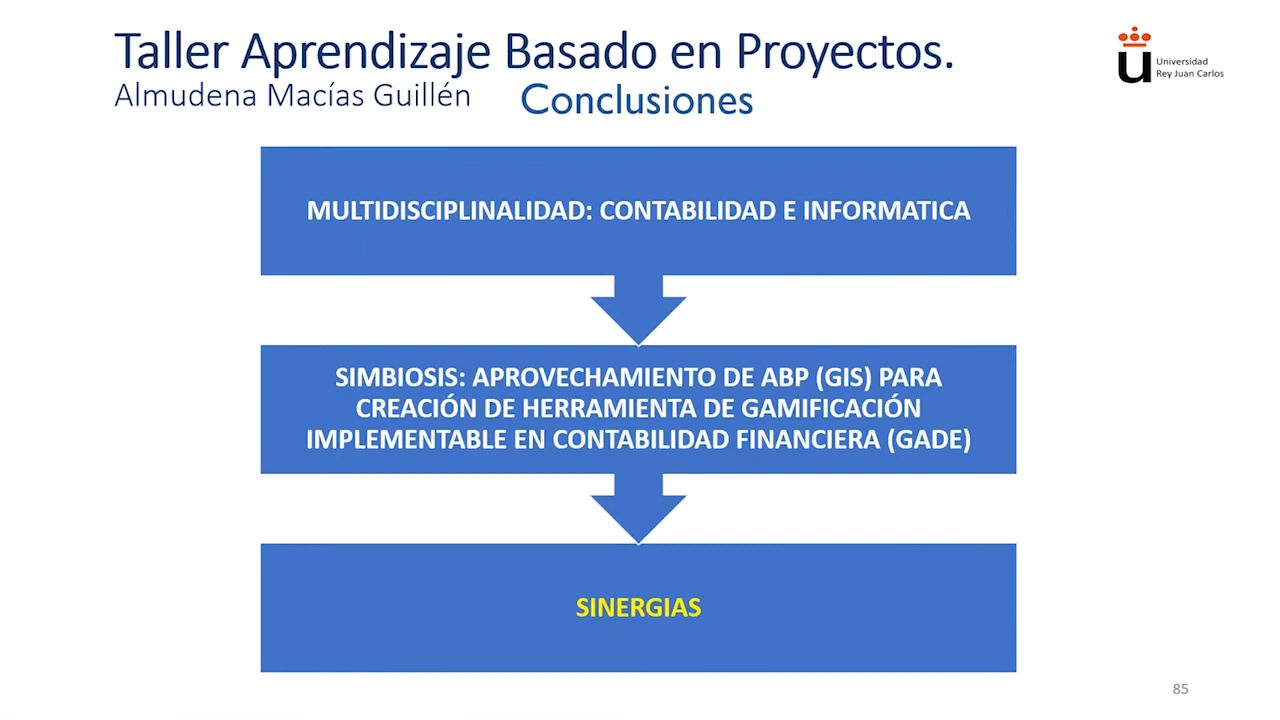 Taller Aprendizaje Basado en Proyectos.
Almudena Macías Guillén
Conclusiones
Universidad
Rey Juan Carlos
MULTIDISCIPLINALIDAD: CONTABILIDAD E INFORMATICA
SIMBIOSIS: APROVECHAMIENTO DE ABP (GIS) PARA
CREACIÓN DE HERRAMIENTA DE GAMIFICACIÓN
IMPLEMENTABLE EN CONTABILIDAD FINANCIERA (GADE)
SINERGIAS
85